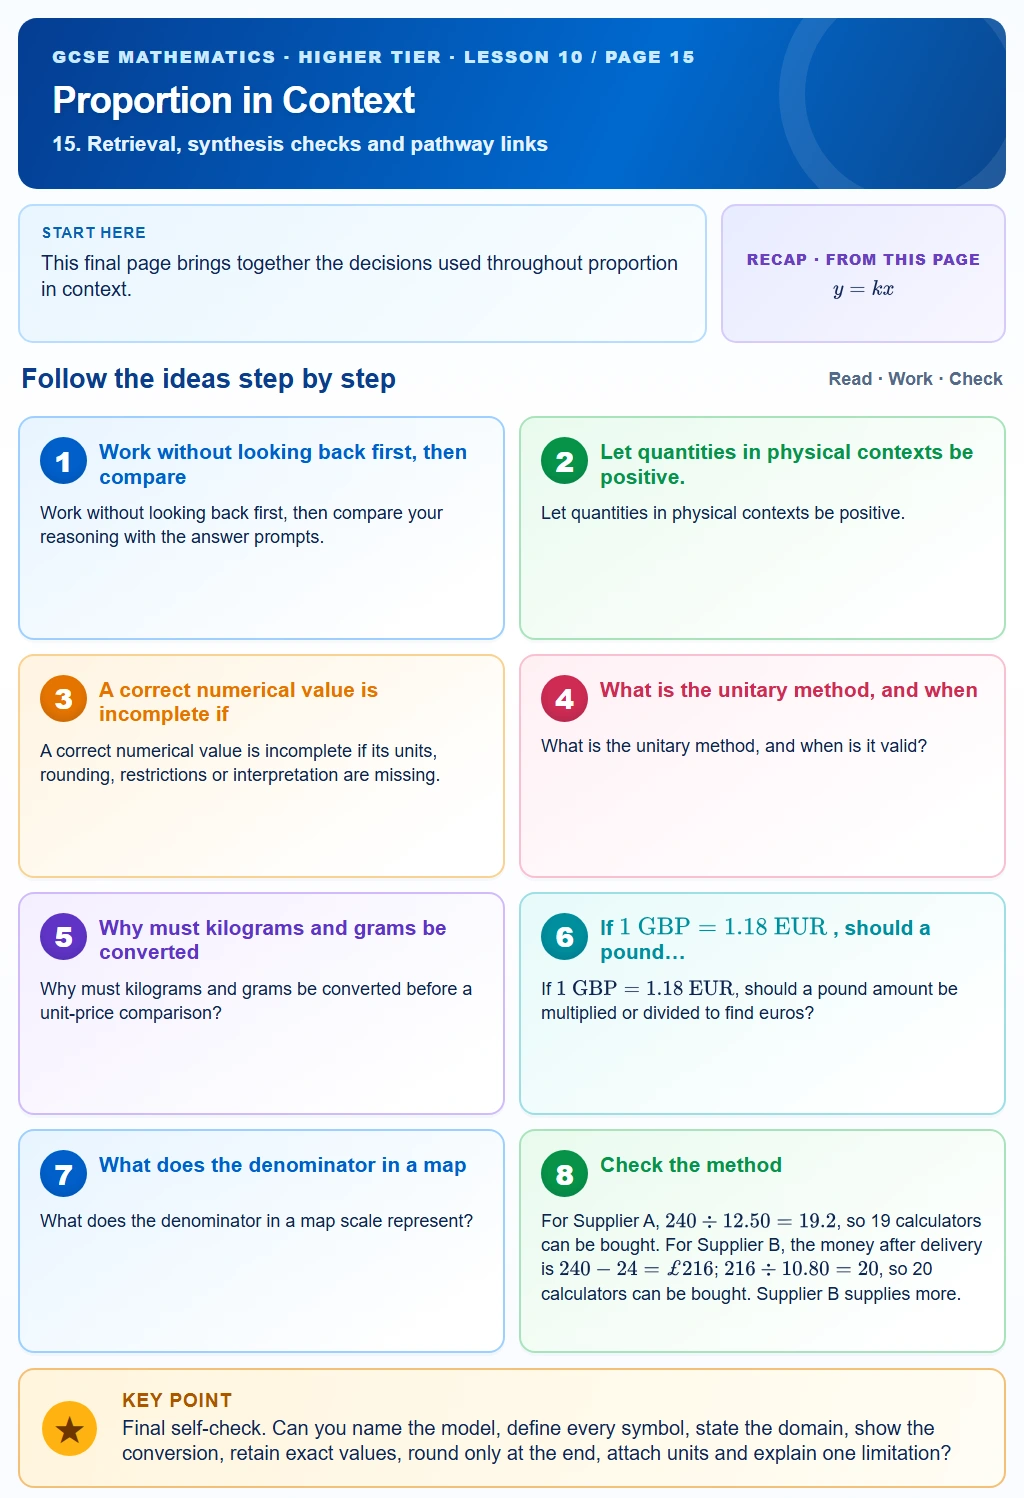 GCSE MATHEMATICS · HIGHER TIER · LESSON 10 / PAGE 15
Proportion in Context
15. Retrieval, synthesis checks and pathway links
START HERE
This final page brings together the decisions used throughout proportion
in context.
RECAP · FROM THIS PAGE
y = kx
Follow the ideas step by step
Read · Work · Check
1
Work without looking back first, then
compare
Work without looking back first, then compare your
reasoning with the answer prompts.
2
Let quantities in physical contexts be
positive.
Let quantities in physical contexts be positive.
3
A correct numerical value is
incomplete if
A correct numerical value is incomplete if its units,
rounding, restrictions or interpretation are missing.
4
What is the unitary method, and when
What is the unitary method, and when is it valid?
5
Why must kilograms and grams be
converted
Why must kilograms and grams be converted before a
unit-price comparison?
6
If 1 GBP = 1.18 EUR , should a
pound…
If 1 GBP = 1.18 EUR, should a pound amount be
multiplied or divided to find euros?
7
What does the denominator in a map
What does the denominator in a map scale represent?
8
Check the method
For Supplier A, 240 ÷ 12.50 = 19.2, so 19 calculators
can be bought. For Supplier B, the money after delivery
is 240 − 24 = £216; 216 ÷ 10.80 = 20, so 20
calculators can be bought. Supplier B supplies more.
KEY POINT
Final self-check. Can you name the model, define every symbol, state the domain, show the
conversion, retain exact values, round only at the end, attach units and explain one limitation?